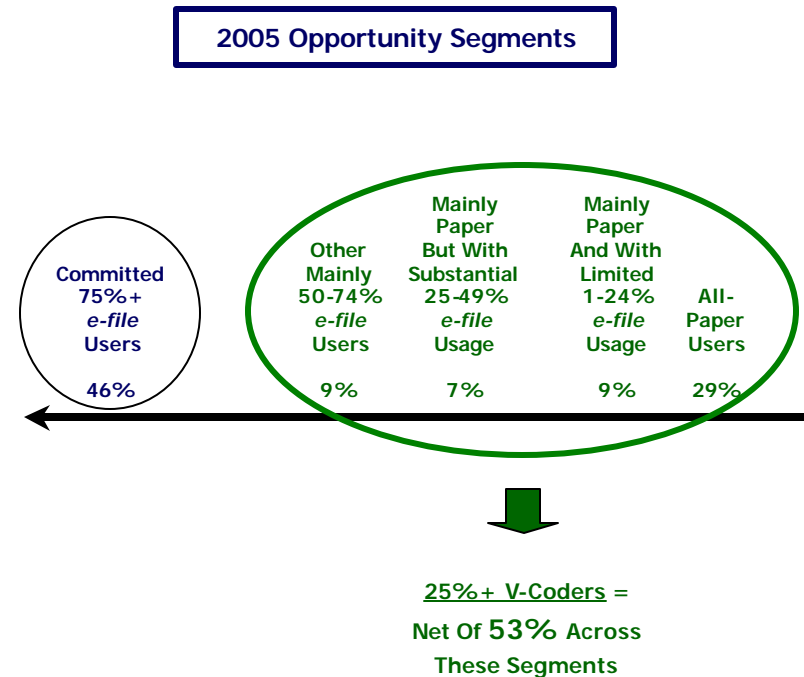 2005 Opportunity Segments
Committed
75%+
e-file
Users
46%
Other
Mainly
50-74%
e-file
Users
9%
Mainly
Paper
But With
Substantial
25-49%
e-file
Usage
7%
Mainly
Paper
And With
Limited
1-24%
e-file
Usage
9%
All-
Paper
Users
29%
25%+ V-Coders =
Net Of 53% Across
These Segments